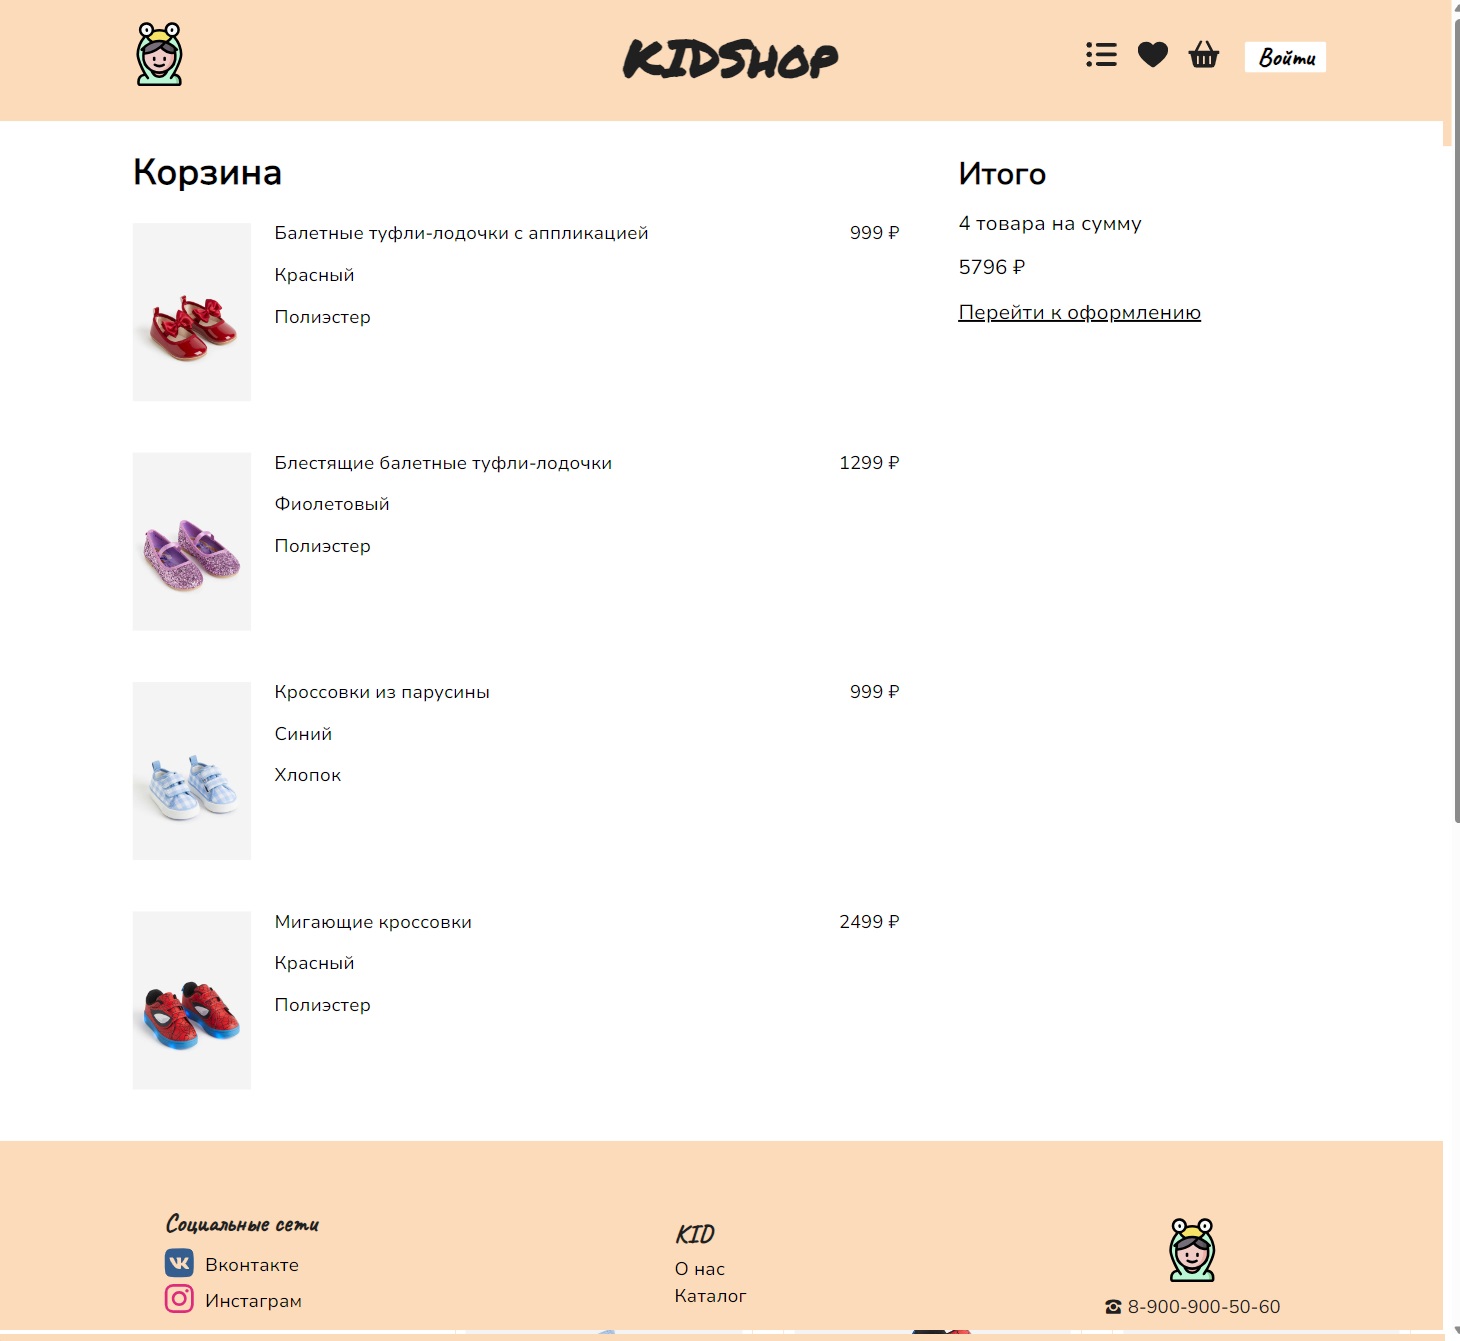 KIDSHOP
Войти
Корзина
Балетные туфли-лодочки с аппликацией
999 ₽
Красный
Полиэстер
Блестящие балетные туфли-лодочки
1299 ₽
Фиолетовый
Полиэстер
Кроссовки из парусины
999 ₽
Синий
Хлопок
Мигающие кроссовки
2499 ₽
Красный
Полиэстер
Итого
4 товара на сумму
5796 ₽
Перейти к оформлению
Социальные сети
Вконтакте
Инстаграм
KID
О нас
Каталог
8-900-900-50-60